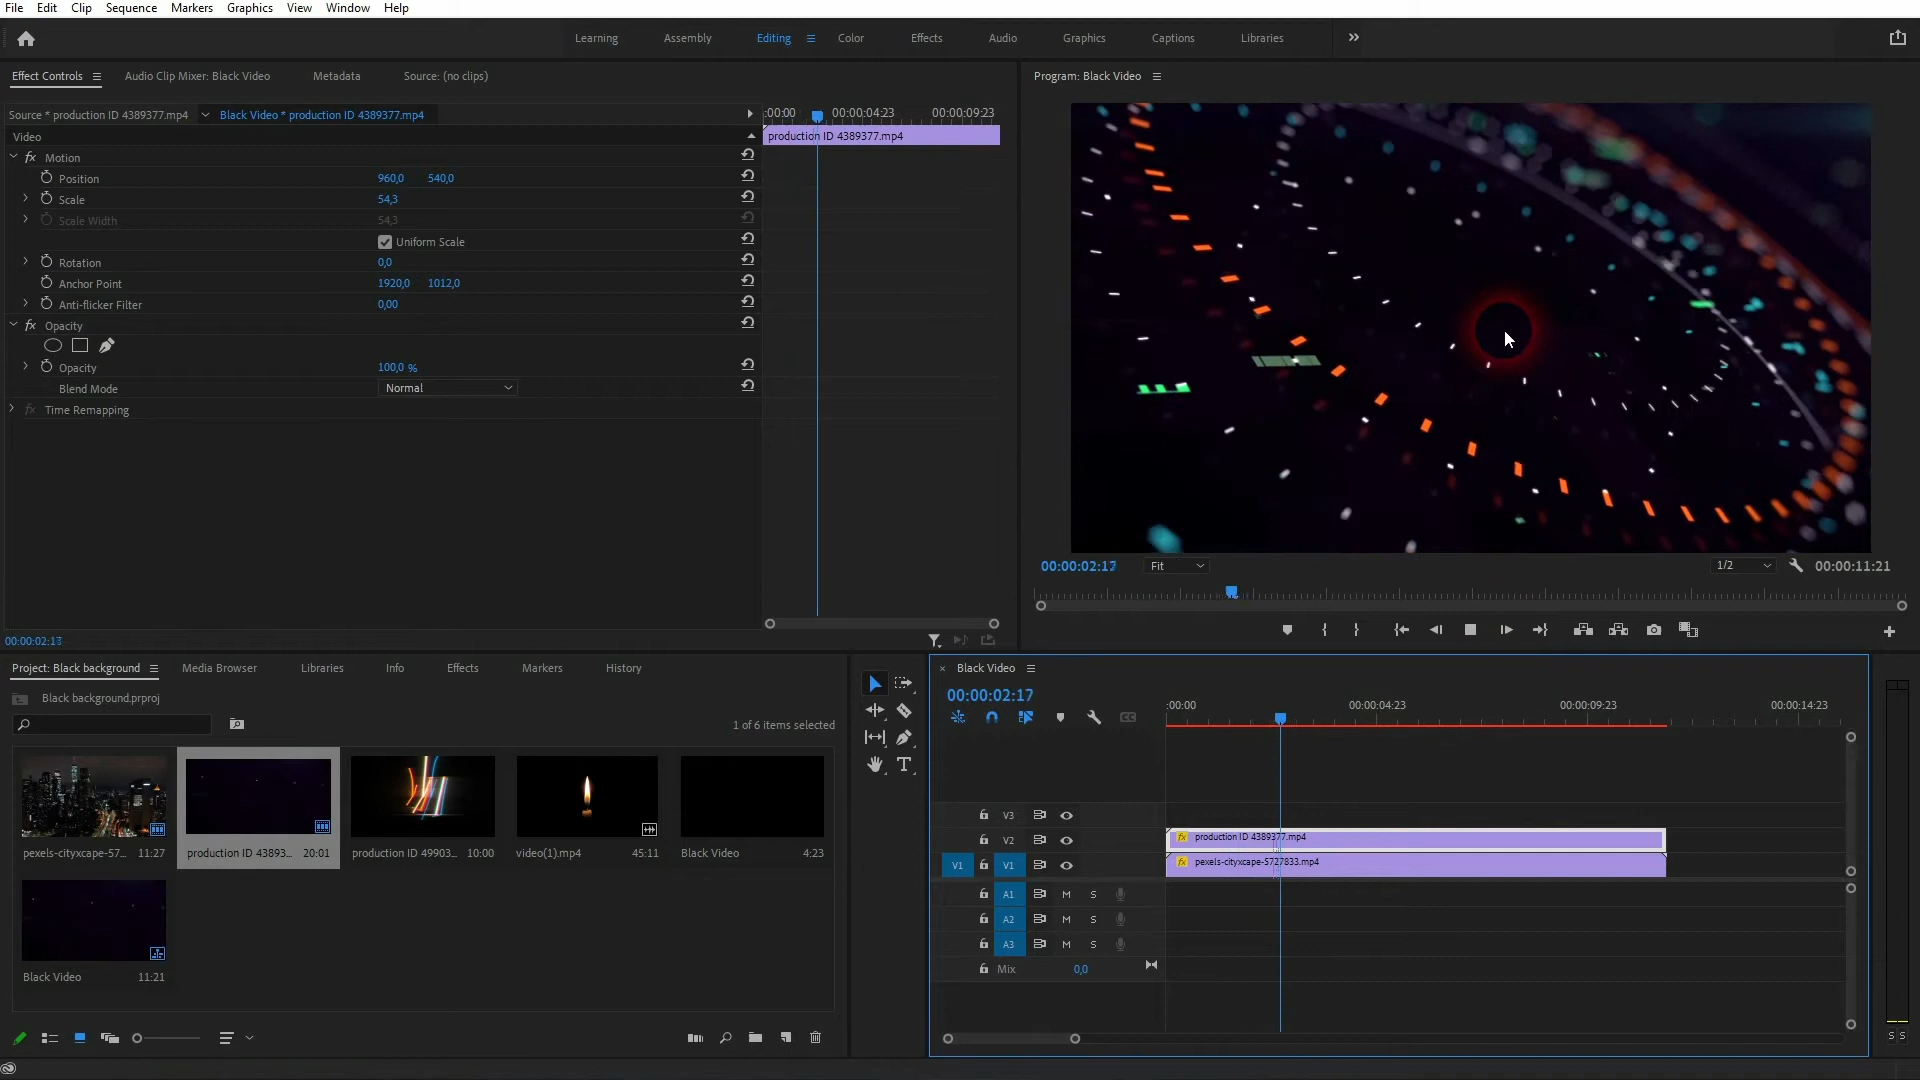 File Edit Clip Sequence Markers Graphics View Window Help
Learning Assembly Editing Color Effects Audio Graphics Captions Libraries
Effect Controls Audio Clip Mixer: Black Video Metadata Source: (no clips)
Source * production ID 4389377.mp4 Black Video * production ID 4389377.mp4
:00:00 00:00:04:23 00:00:09:23
Video
production ID 4389377.mp4
fx Motion
Position 960,0 540,0
Scale 54,3
Scale Width 54,3
Uniform Scale
Rotation 0,0
Anchor Point 1920,0 1012,0
Anti-flicker Filter 0,00
fx Opacity
Opacity 100,0 %
Blend Mode Normal
fx Time Remapping
Program: Black Video
00:00:02:17 Fit 1/2 00:00:11:21
Project: Black background Media Browser Libraries Info Effects Markers History
Black background.prproj
1 of 6 items selected
pexels-cityxcape-57... 11:27
production ID 43893... 20:01
production ID 49903... 10:00
video(1).mp4 45:11
Black Video 4:23
Black Video 11:21
T
× Black Video
00:00:02:17
CC
:00:00 00:00:04:23 00:00:09:23 00:00:14:23
V3
V2 fx production ID 4389377.mp4
V1 V1 fx pexels-cityxcape-5727833.mp4
A1 M S
A2 M S
A3 M S
Mix 0,0
S S